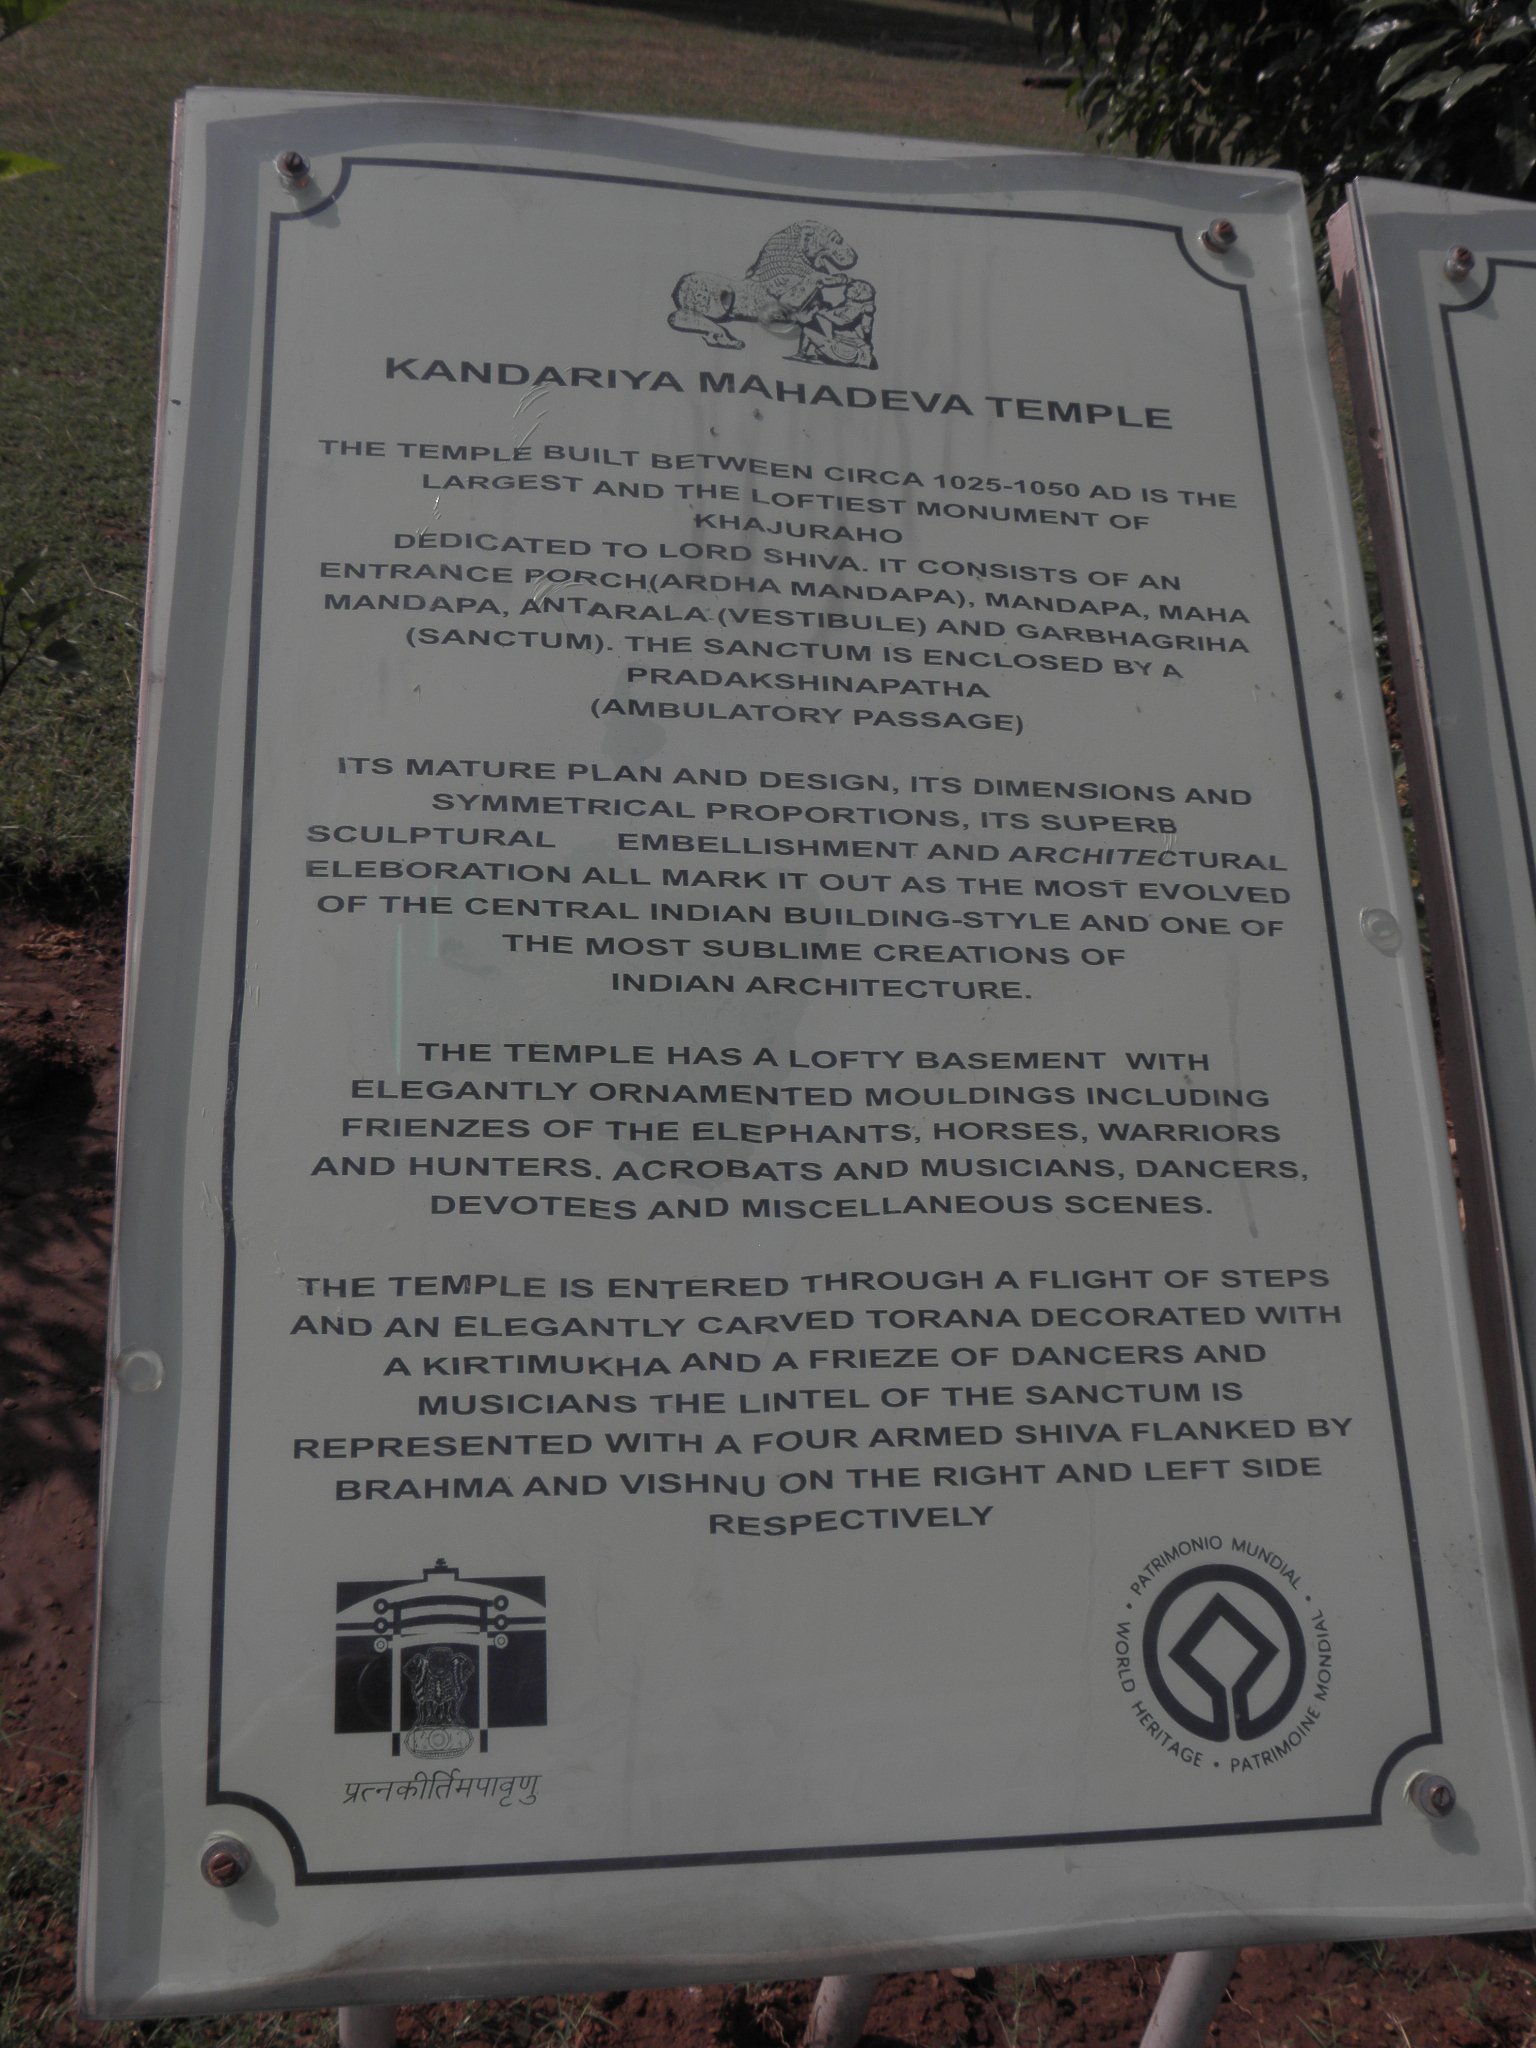 KANDARIYA MAHADEVA TEMPLE
THE TEMPLE BUILT BETWEEN CIRCA 1025-1050 AD IS THE
LARGEST AND THE LOFTIEST MONUMENT OF
KHAJURAHO
DEDICATED TO LORD SHIVA. IT CONSISTS OF AN
ENTRANCE PORCH(ARDHA MANDAPA), MANDAPA, MAHA
MANDAPA, ANTARALA (VESTIBULE) AND GARBHAGRIHA
(SANCTUM). THE SANCTUM IS ENCLOSED BY A
PRADAKSHINAPATHA
(AMBULATORY PASSAGE)
ITS MATURE PLAN AND DESIGN, ITS DIMENSIONS AND
SYMMETRICAL PROPORTIONS, ITS SUPERB
SCULPTURAL EMBELLISHMENT AND ARCHITECTURAL
ELEBORATION ALL MARK IT OUT AS THE MOST EVOLVED
OF THE CENTRAL INDIAN BUILDING-STYLE AND ONE OF
THE MOST SUBLIME CREATIONS OF
INDIAN ARCHITECTURE.
THE TEMPLE HAS A LOFTY BASEMENT WITH
ELEGANTLY ORNAMENTED MOULDINGS INCLUDING
FRIENZES OF THE ELEPHANTS, HORSES, WARRIORS
AND HUNTERS. ACROBATS AND MUSICIANS, DANCERS,
DEVOTEES AND MISCELLANEOUS SCENES.
THE TEMPLE IS ENTERED THROUGH A FLIGHT OF STEPS
AND AN ELEGANTLY CARVED TORANA DECORATED WITH
A KIRTIMUKHA AND A FRIEZE OF DANCERS AND
MUSICIANS THE LINTEL OF THE SANCTUM IS
REPRESENTED WITH A FOUR ARMED SHIVA FLANKED BY
BRAHMA AND VISHNU ON THE RIGHT AND LEFT SIDE
RESPECTIVELY
प्रत्नकीर्तिमपावृणु
WORLD HERITAGE • PATRIMONIO MUNDIAL • PATRIMOINE MONDIAL •